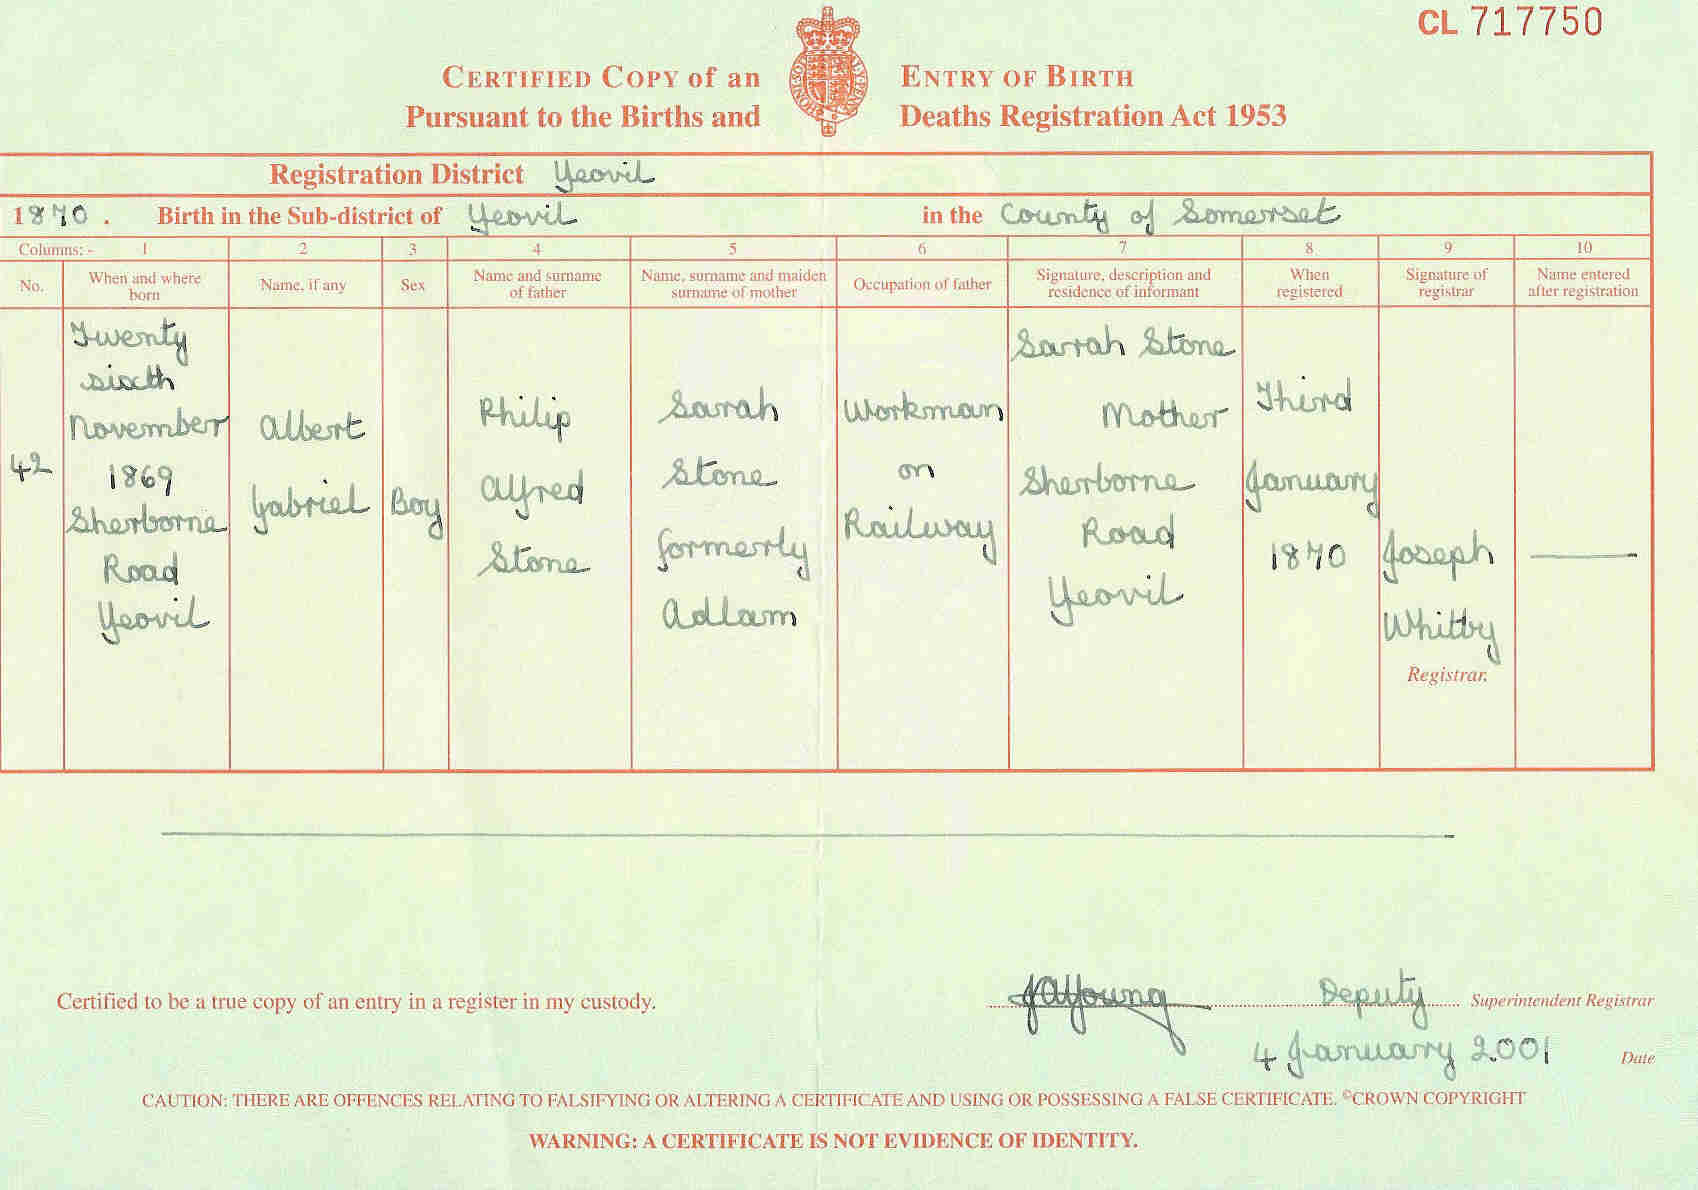 CL 717750
CERTIFIED COPY of an ENTRY OF BIRTH
Pursuant to the Births and Deaths Registration Act 1953
Registration District Yeovil
1870. Birth in the Sub-district of Yeovil in the County of Somerset
Columns:- 1 2 3 4 5 6 7 8 9 10
No.
When and where
born
Name, if any
Sex
Name and surname
of father
Name, surname and maiden
surname of mother
Occupation of father
Signature, description and
residence of informant
When
registered
Signature of
registrar
Name entered
after registration
42
Twenty
sixth
November
1869
Sherborne
Road
Yeovil
Albert
Gabriel
Boy
Philip
Alfred
Stone
Sarah
Stone
formerly
Adlam
Workman
on
Railway
Sarah Stone
Mother
Sherborne
Road
Yeovil
Third
January
1870
Joseph
Whitby
Registrar.
Certified to be a true copy of an entry in a register in my custody.
JAYoung Deputy Superintendent Registrar
4 January 2001 Date
CAUTION: THERE ARE OFFENCES RELATING TO FALSIFYING OR ALTERING A CERTIFICATE AND USING OR POSSESSING A FALSE CERTIFICATE. ©CROWN COPYRIGHT
WARNING: A CERTIFICATE IS NOT EVIDENCE OF IDENTITY.